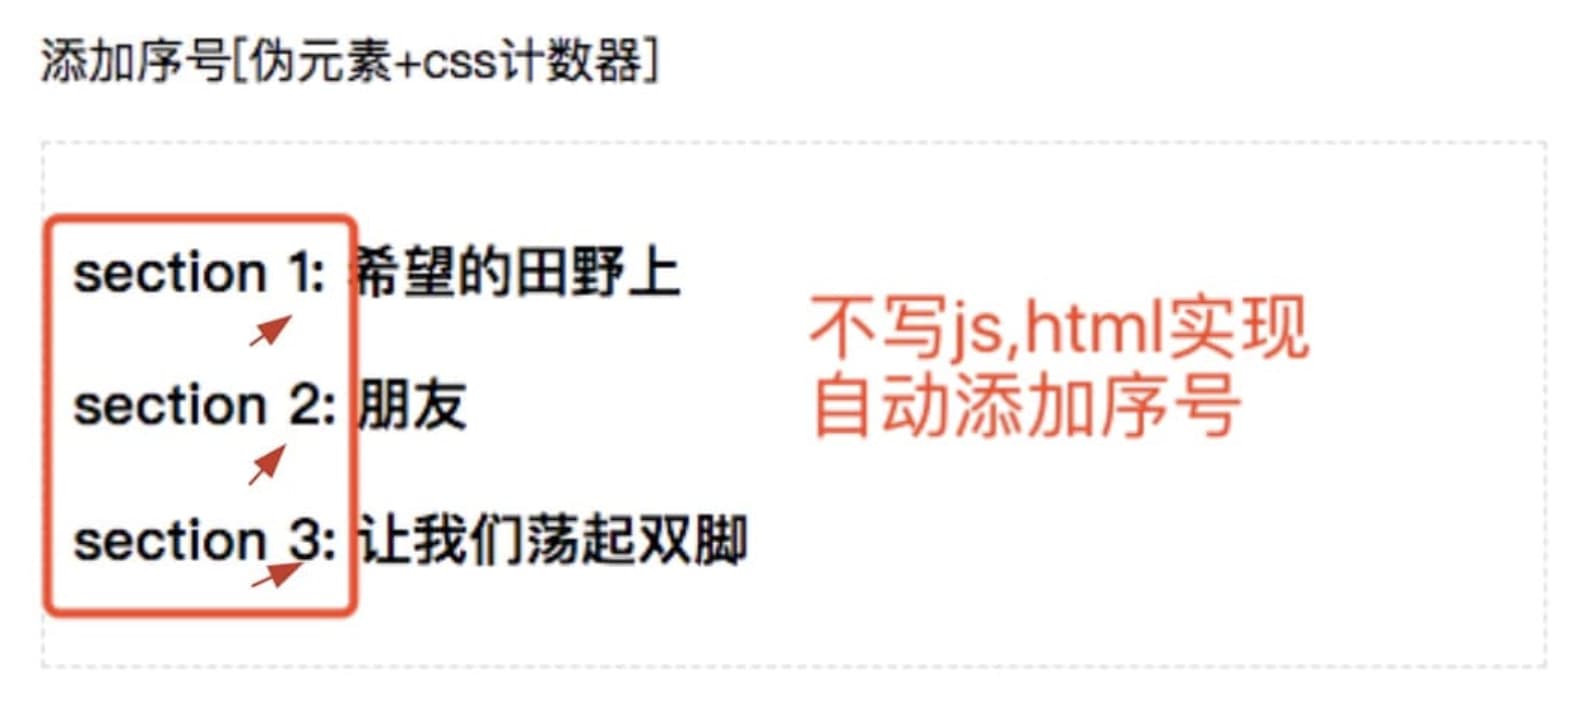 添加序号[伪元素+css计数器]
section 1: 希望的田野上
section 2: 朋友
section 3: 让我们荡起双脚
不写js,html实现
自动添加序号